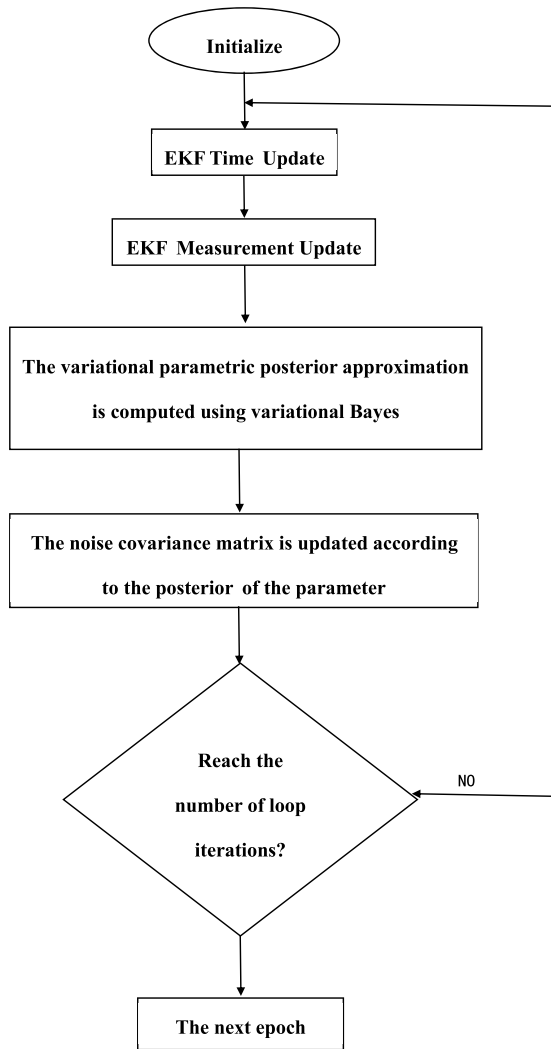 Initialize
EKF Time Update
EKF Measurement Update
The variational parametric posterior approximation
is computed using variational Bayes
The noise covariance matrix is updated according
to the posterior of the parameter
Reach the
number of loop
iterations?
NO
The next epoch